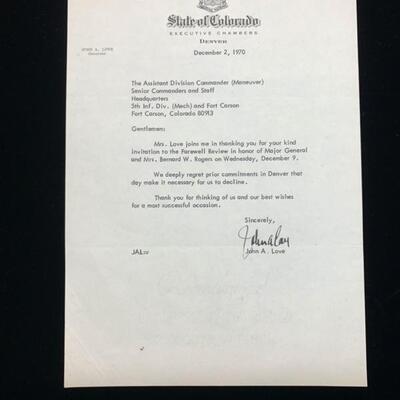 State of Colorado
EXECUTIVE CHAMBERS
DENVER
JOHN A. LOVE
Governor
December 2, 1970
The Assistant Division Commander (Maneuver)
Senior Commanders and Staff
Headquarters
5th Inf. Div. (Mech) and Fort Carson
Fort Carson, Colorado 80913
Gentlemen:
Mrs. Love joins me in thanking you for your kind
invitation to the Farewell Review in honor of Major General
and Mrs. Bernard W. Rogers on Wednesday, December 9.
We deeply regret prior commitments in Denver that
day make it necessary for us to decline.
Thank you for thinking of us and our best wishes
for a most successful occasion.
Sincerely,
John A. Love
JAL: